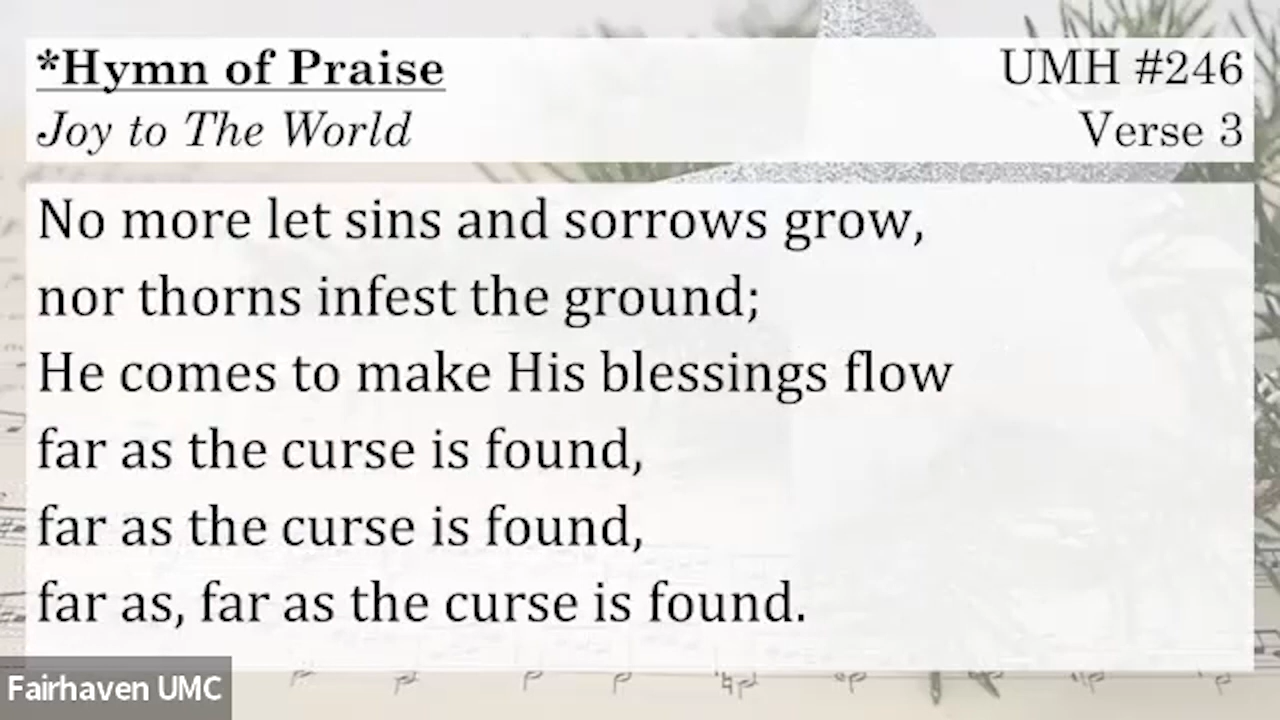 *Hymn of Praise UMH #246
Joy to The World Verse 3
No more let sins and sorrows grow,
nor thorns infest the ground;
He comes to make His blessings flow
far as the curse is found,
far as the curse is found,
far as, far as the curse is found.
Fairhaven UMC